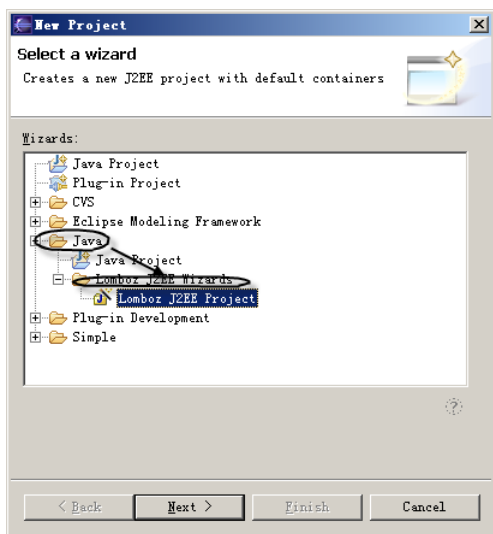 New Project
Select a wizard
Creates a new J2EE project with default containers
Wizards:
Java Project
Plug-in Project
CVS
Eclipse Modeling Framework
Java
Java Project
Lomboz J2EE Wizards
Lomboz J2EE Project
Plug-in Development
Simple
?
< Back Next > Finish Cancel